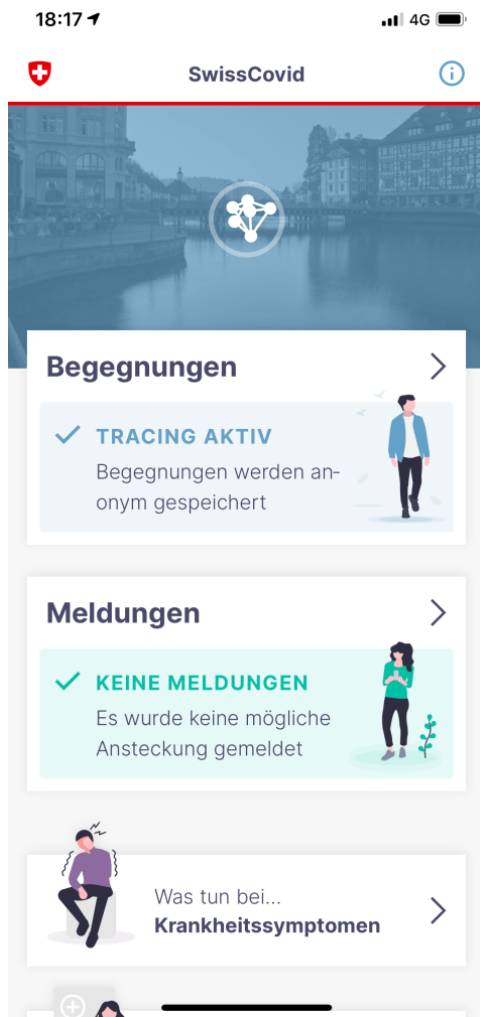 18:17
4G
SwissCovid
Begegnungen
TRACING AKTIV
Begegnungen werden an-
onym gespeichert
Meldungen
KEINE MELDUNGEN
Es wurde keine mögliche
Ansteckung gemeldet
Was tun bei...
Krankheitssymptomen